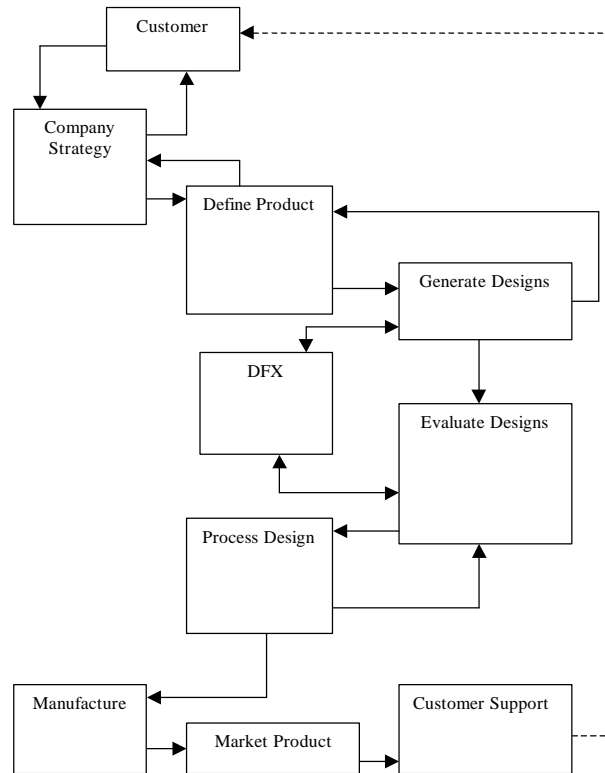 Customer
Company
Strategy
Define Product
Generate Designs
DFX
Evaluate Designs
Process Design
Manufacture
Customer Support
Market Product